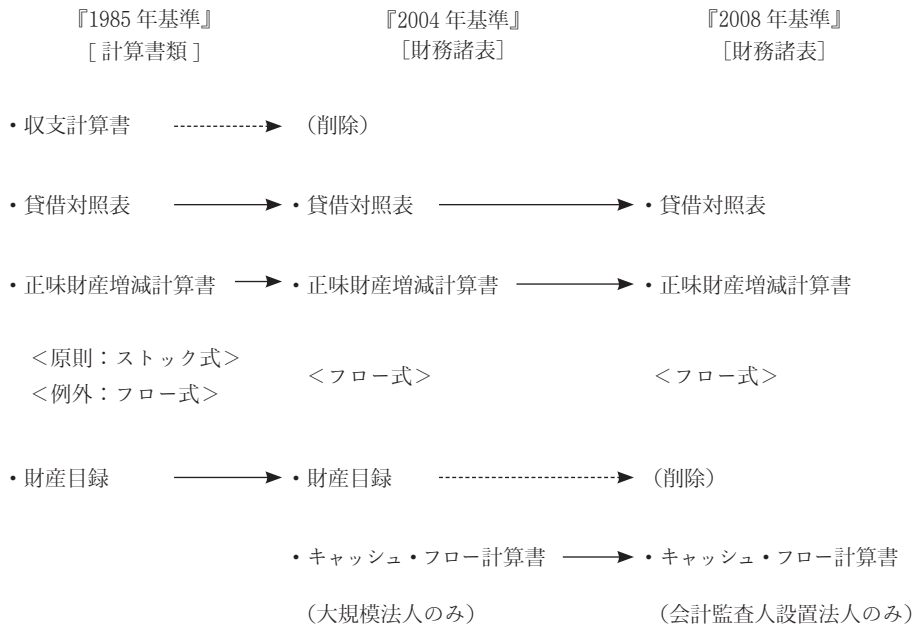 『1985 年基準』 『2004 年基準』 『2008 年基準』
[ 計算書類 ] [財務諸表] [財務諸表]
・収支計算書 （削除）
・貸借対照表 ・貸借対照表 ・貸借対照表
・正味財産増減計算書 ・正味財産増減計算書 ・正味財産増減計算書
＜原則：ストック式＞
＜フロー式＞ ＜フロー式＞
＜例外：フロー式＞
・財産目録 ・財産目録 （削除）
・キャッシュ・フロー計算書 ・キャッシュ・フロー計算書
（大規模法人のみ） （会計監査人設置法人のみ）